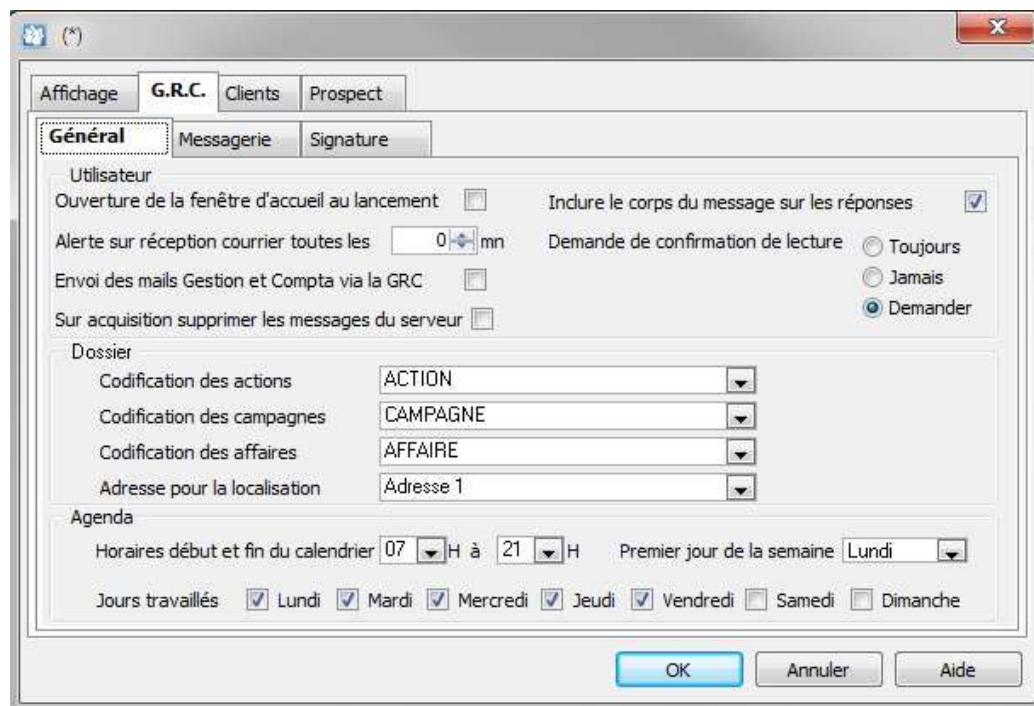 (*)
Affichage G.R.C. Clients Prospect
Général Messagerie Signature
Utilisateur
Ouverture de la fenêtre d'accueil au lancement Inclure le corps du message sur les réponses
Alerte sur réception courrier toutes les 0 mn Demande de confirmation de lecture Toujours
Envoi des mails Gestion et Compta via la GRC Jamais
Sur acquisition supprimer les messages du serveur Demander
Dossier
Codification des actions ACTION
Codification des campagnes CAMPAGNE
Codification des affaires AFFAIRE
Adresse pour la localisation Adresse 1
Agenda
Horaires début et fin du calendrier 07 H à 21 H Premier jour de la semaine Lundi
Jours travaillés Lundi Mardi Mercredi Jeudi Vendredi Samedi Dimanche
OK Annuler Aide